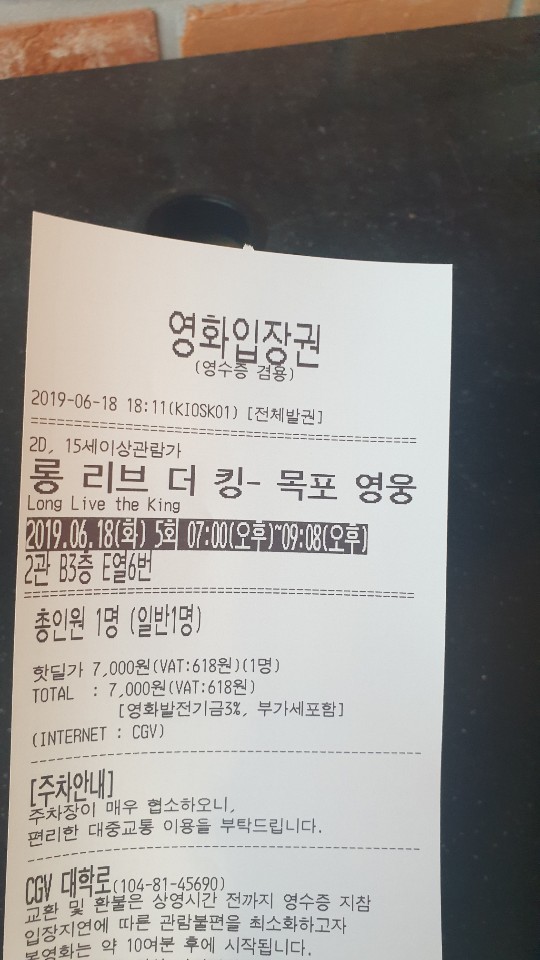 영화입장권
(영수증 겸용)
2019-06-18 18:11(KIOSK01) [전체발권]
================================================
2D, 15세이상관람가
롱 리브 더 킹- 목포 영웅
Long Live the King
2019.06.18(화) 5회 07:00(오후)~09:08(오후)
2관 B3층 E열6번
================================================
총인원 1명 (일반1명)
핫딜가 7,000원(VAT:618원)(1명)
TOTAL : 7,000원(VAT:618원)
[영화발전기금3%, 부가세포함]
(INTERNET : CGV)
------------------------------------------------
[주차안내]
주차장이 매우 협소하오니,
편리한 대중교통 이용을 부탁드립니다.
------------------------------------------------
CGV 대학로(104-81-45690)
교환 및 환불은 상영시간 전까지 영수증 지참
입장지연에 따른 관람불편을 최소화하고자
본영화는 약 10여분 후에 시작됩니다.